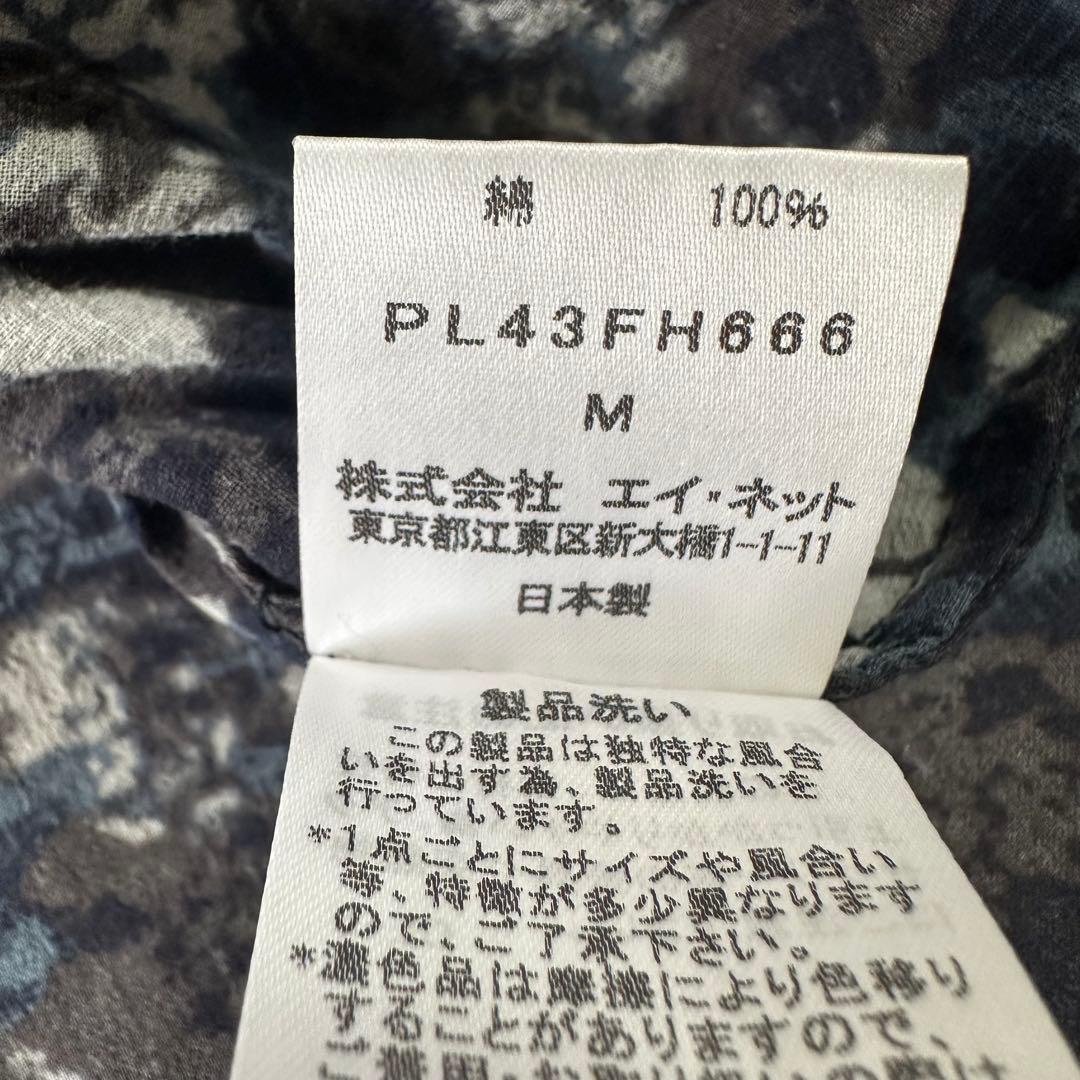 綿 100%
PL43FH666
M
株式会社 エイ・ネット
東京都江東区新大橋1-1-11
日本製
製品洗い
この製品は独特な風合
いを出す為、製品洗いを
行っています。
*1点ごとにサイズや風合い
等、特徴が多少異なります
ので、ご了承下さい。
*濃色品は摩擦により色移り
することがありますので、